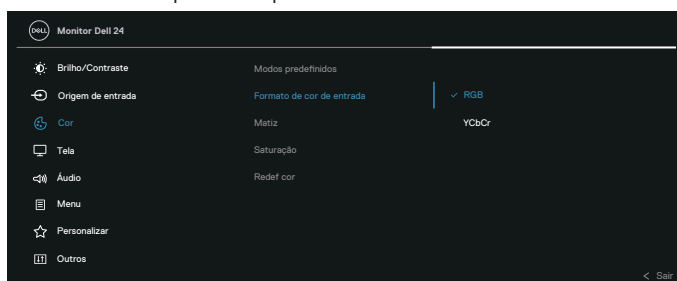 DELL Monitor Dell 24
Brilho/Contraste Modos predefinidos
Origem de entrada Formato de cor de entrada RGB
Cor Matiz YCbCr
Tela Saturação
Áudio Redef cor
Menu
Personalizar
Outros
Sair